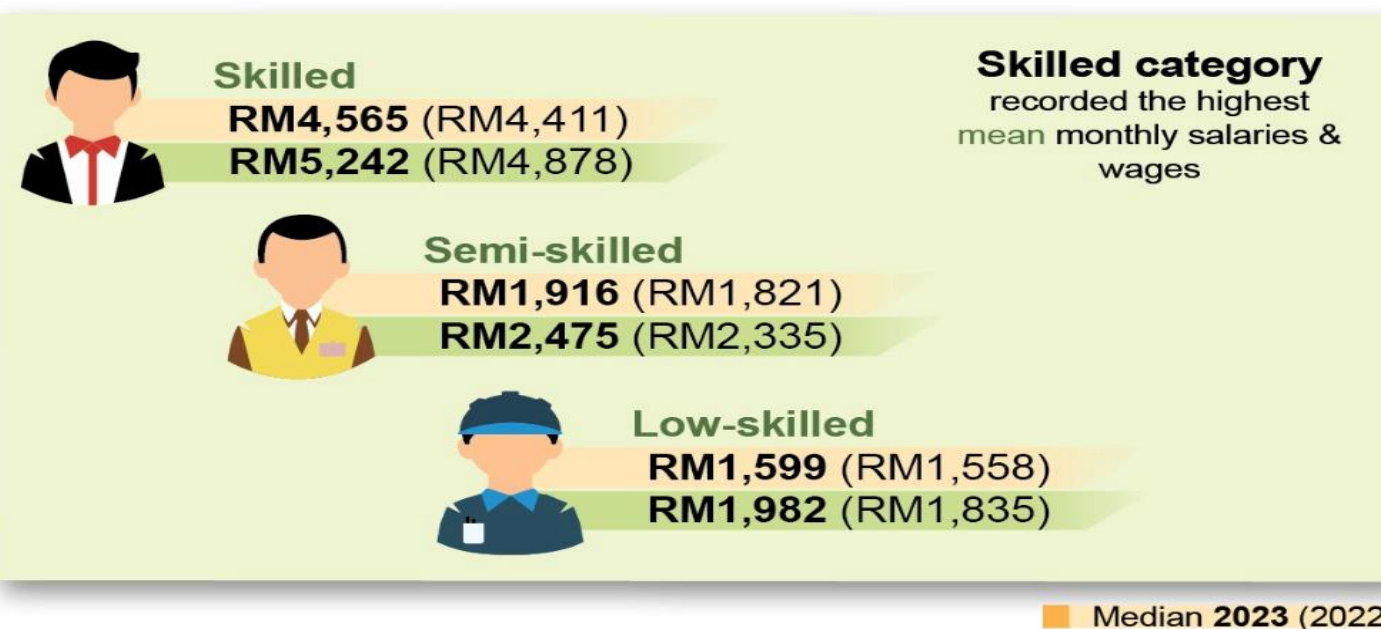 Skilled
RM4,565 (RM4,411)
RM5,242 (RM4,878)
Skilled category
recorded the highest
mean monthly salaries &
wages
Semi-skilled
RM1,916 (RM1,821)
RM2,475 (RM2,335)
Low-skilled
RM1,599 (RM1,558)
RM1,982 (RM1,835)
Median 2023 (2022